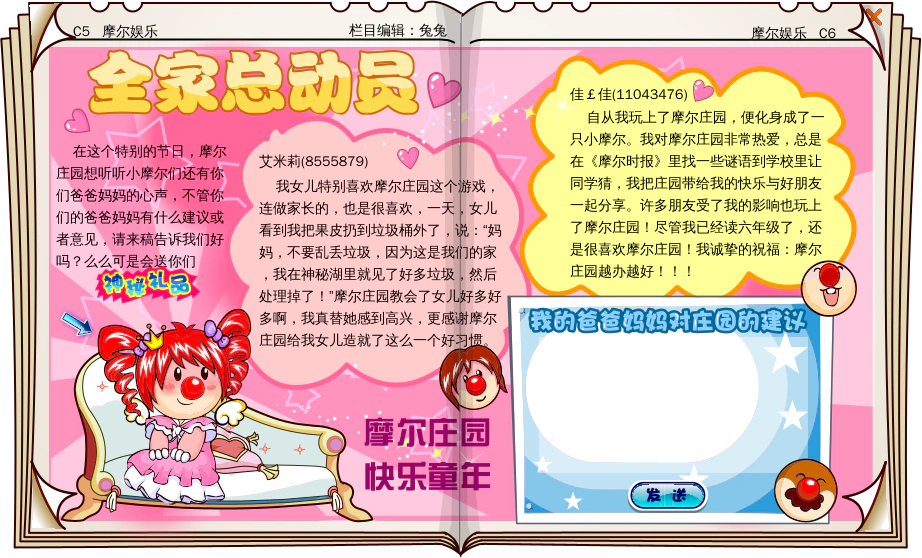 C5 摩尔娱乐
栏目编辑：兔兔
摩尔娱乐 C6
全家总动员
在这个特别的节日，摩尔
庄园想听听小摩尔们还有你
们爸爸妈妈的心声，不管你
们的爸爸妈妈有什么建议或
者意见，请来稿告诉我们好
吗？么么可是会送你们
神秘礼品
艾米莉(8555879)
我女儿特别喜欢摩尔庄园这个游戏，
连做家长的，也是很喜欢，一天，女儿
看到我把果皮扔到垃圾桶外了，说：“妈
妈，不要乱丢垃圾，因为这是我们的家
，我在神秘湖里就见了好多垃圾，然后
处理掉了！”摩尔庄园教会了女儿好多好
多啊，我真替她感到高兴，更感谢摩尔
庄园给我女儿造就了这么一个好习惯。
摩尔庄园
快乐童年
佳￡佳(11043476)
自从我玩上了摩尔庄园，便化身成了一
只小摩尔。我对摩尔庄园非常热爱，总是
在《摩尔时报》里找一些谜语到学校里让
同学猜，我把庄园带给我的快乐与好朋友
一起分享。许多朋友受了我的影响也玩上
了摩尔庄园！尽管我已经读六年级了，还
是很喜欢摩尔庄园！我诚挚的祝福：摩尔
庄园越办越好！！！
我的爸爸妈妈对庄园的建议
发送